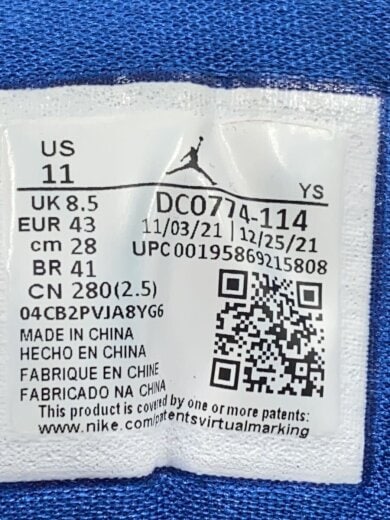 US
11
YS
UK 8.5
DC0774-114
EUR 43
11/03/21 12/25/21
cm 28
UPC00195869215808
BR 41
CN 280(2.5)
04CB2PVJA8YG6
MADE IN CHINA
HECHO EN CHINA
FABRIQUE EN CHINE
FABRICADO NA CHINA
This product is covered by one or more patents:
www.nike.com/patentsvirtualmarking